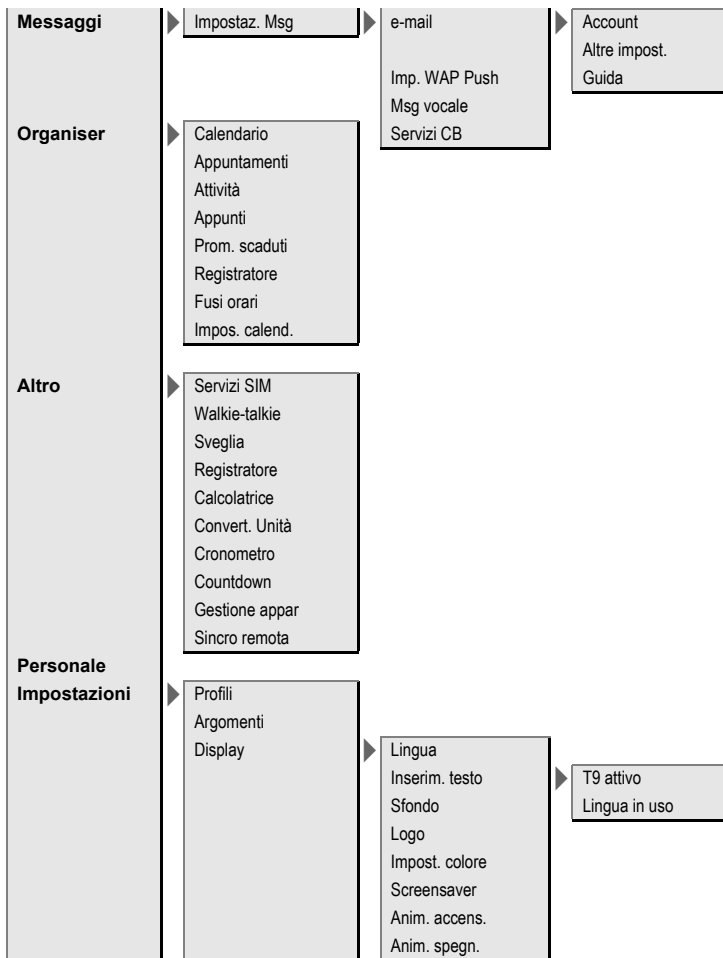 Messaggi
Impostaz. Msg
e-mail
Account
Altre impost.
Imp. WAP Push
Guida
Msg vocale
Servizi CB
Organiser
Calendario
Appuntamenti
Attività
Appunti
Prom. scaduti
Registratore
Fusi orari
Impos. calend.
Altro
Servizi SIM
Walkie-talkie
Sveglia
Registratore
Calcolatrice
Convert. Unità
Cronometro
Countdown
Gestione appar
Sincro remota
Personale
Impostazioni
Profili
Argomenti
Display
Lingua
Inserim. testo
T9 attivo
Sfondo
Lingua in uso
Logo
Impost. colore
Screensaver
Anim. accens.
Anim. spegn.